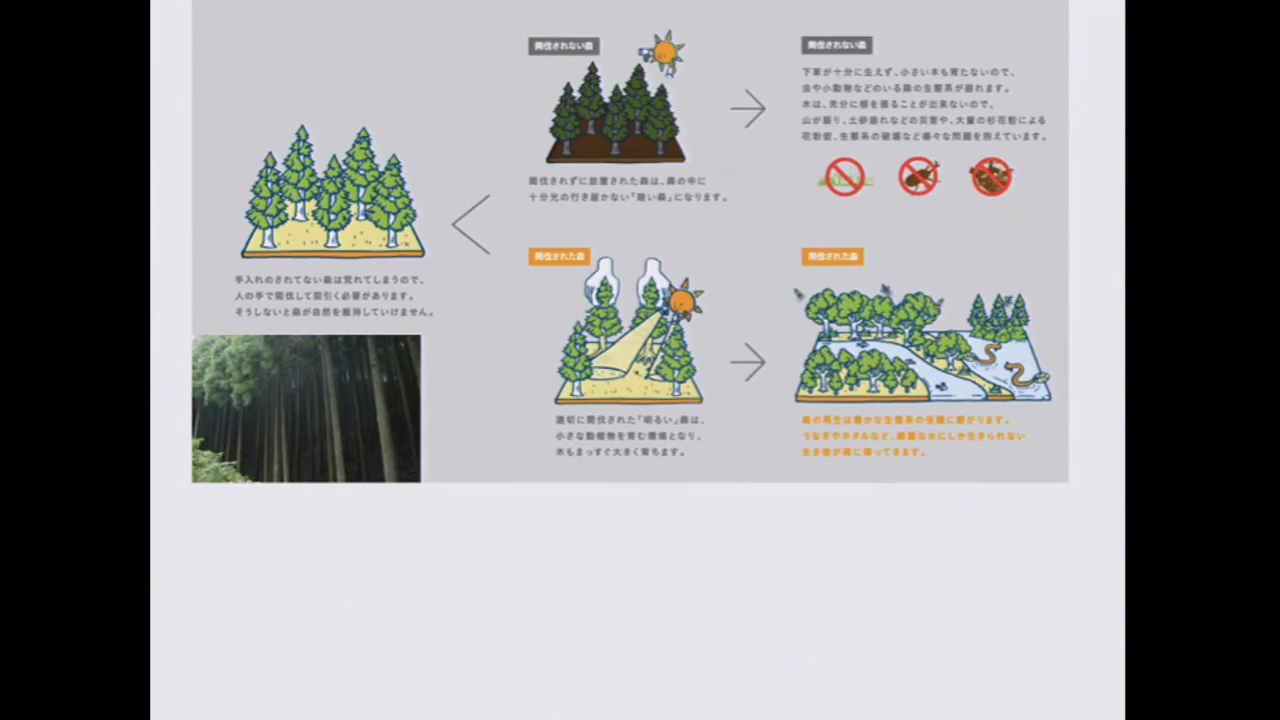 手入れのされてない森は荒れてしまうので、
人の手で間伐して間引く必要があります。
そうしないと森が自然を維持していけません。
間伐されない森
間伐されずに放置された森は、森の中に
十分光の行き届かない「暗い森」になります。
間伐されない森
下草が十分に生えず、小さい木も育たないので、
虫や小動物などのいる森の生態系が崩れます。
木は、充分に根を張ることが出来ないので、
山が崩り、土砂崩れなどの災害や、大量の杉花粉による
花粉症、生態系の破壊など様々な問題を抱えています。
間伐された森
適切に間伐された「明るい」森は、
小さな動植物を育む環境となり、
木もまっすぐ大きく育ちます。
間伐された森
森の再生は豊かな生態系の保護に繋がります。
うなぎやホタルなど、綺麗な水にしか生きられない
生き物が森に帰ってきます。